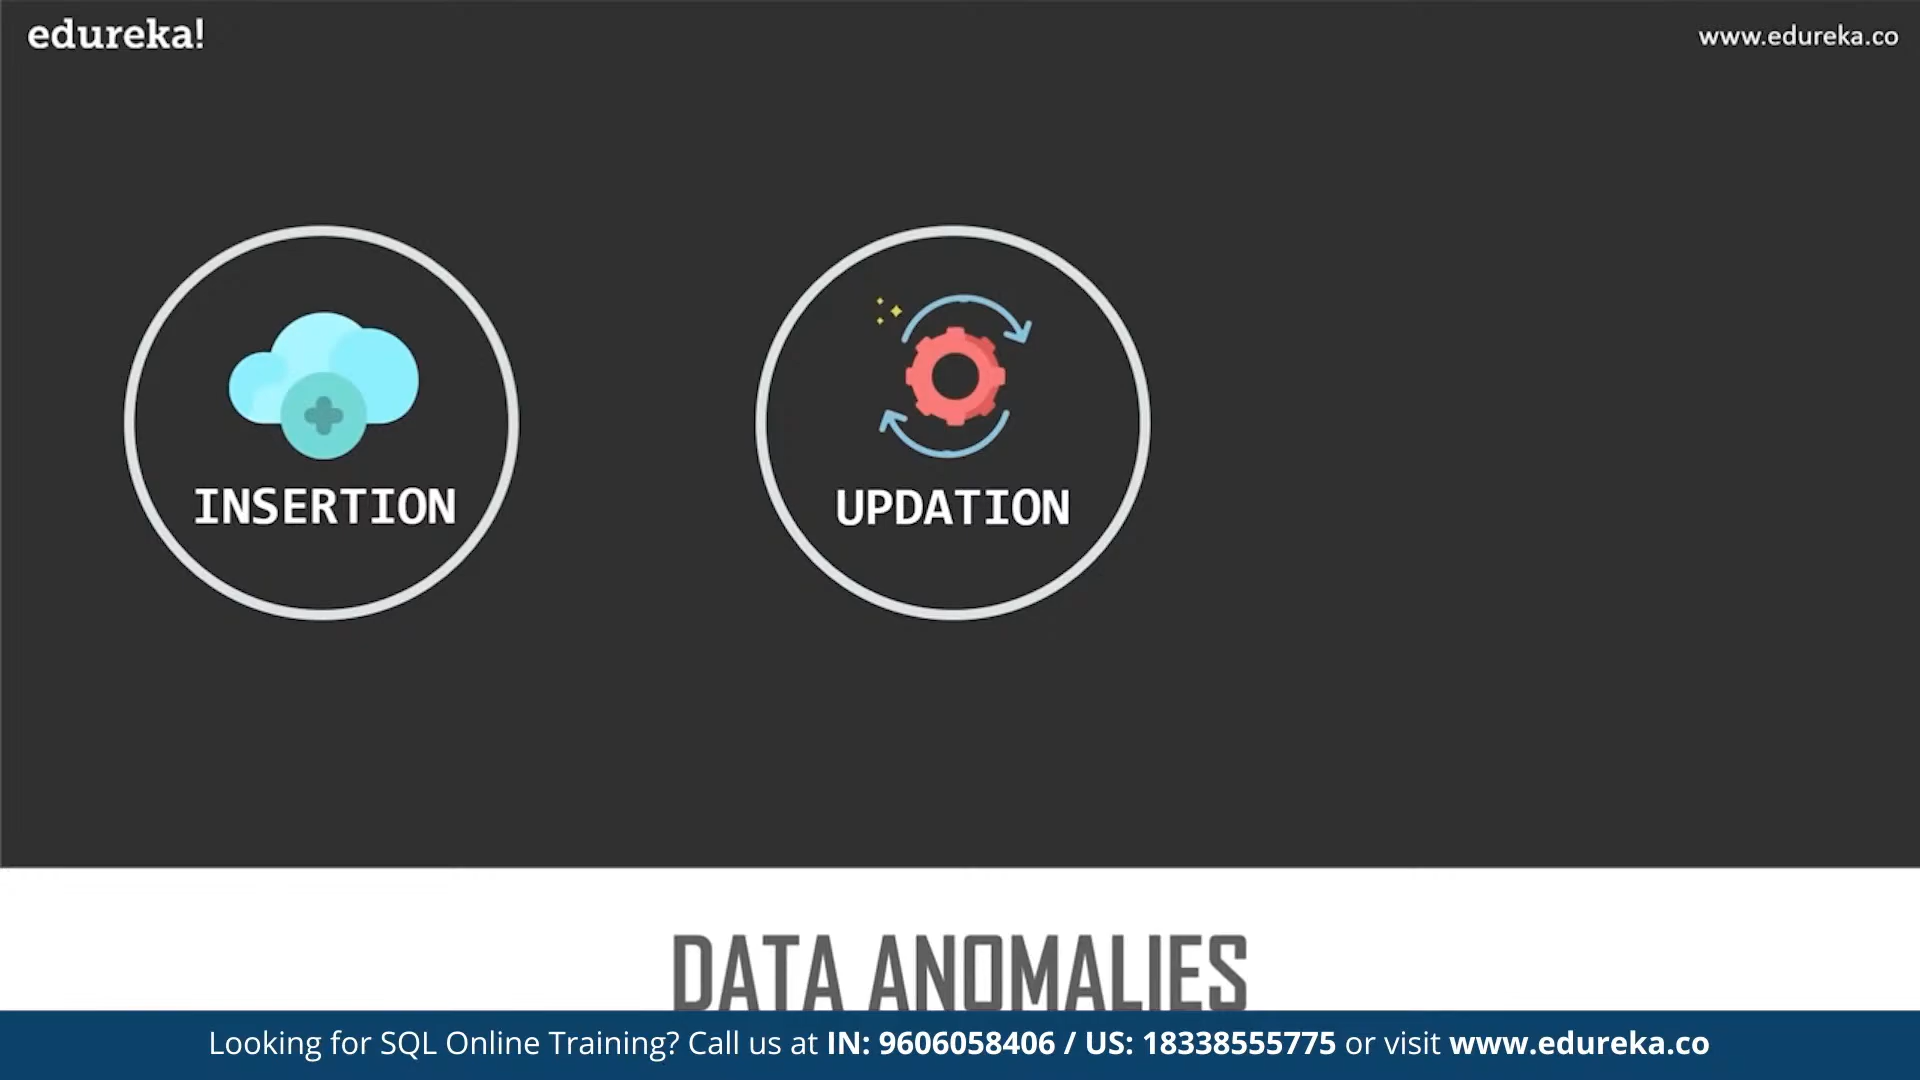 edureka!
www.edureka.co
INSERTION
UPDATION
DATA ANOMALIES
Looking for SQL Online Training? Call us at IN: 9606058406 / US: 18338555775 or visit www.edureka.co